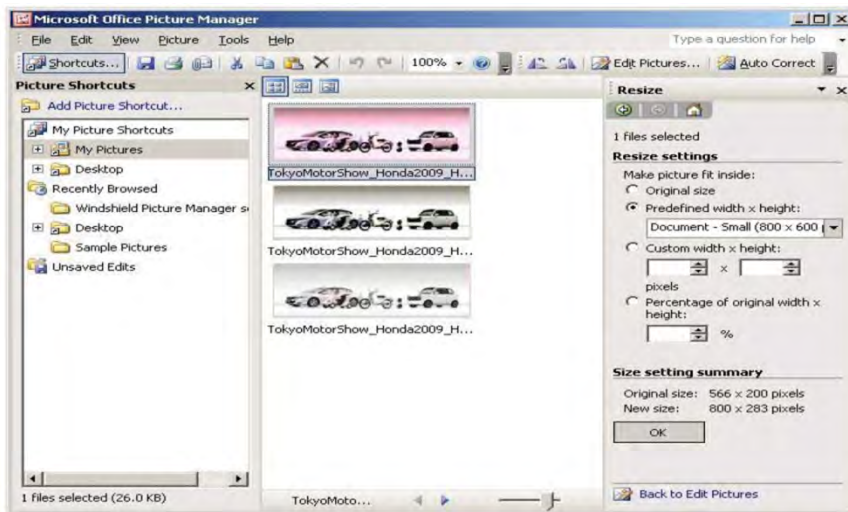 Microsoft Office Picture Manager
File Edit View Picture Tools Help
Type a question for help
Shortcuts... 100% Edit Pictures... Auto Correct
Picture Shortcuts
Add Picture Shortcut...
My Picture Shortcuts
My Pictures
Desktop
Recently Browsed
Windshield Picture Manager s
Desktop
Sample Pictures
Unsaved Edits
1 files selected (26.0 KB)
TokyoMotorShow_Honda2009_H...
TokyoMotorShow_Honda2009_H...
TokyoMotorShow_Honda2009_H...
TokyoMoto...
Resize
1 files selected
Resize settings
Make picture fit inside:
Original size
Predefined width x height:
Document - Small (800 x 600
Custom width x height:
x
pixels
Percentage of original width x
height:
%
Size setting summary
Original size: 566 x 200 pixels
New size: 800 x 283 pixels
OK
Back to Edit Pictures